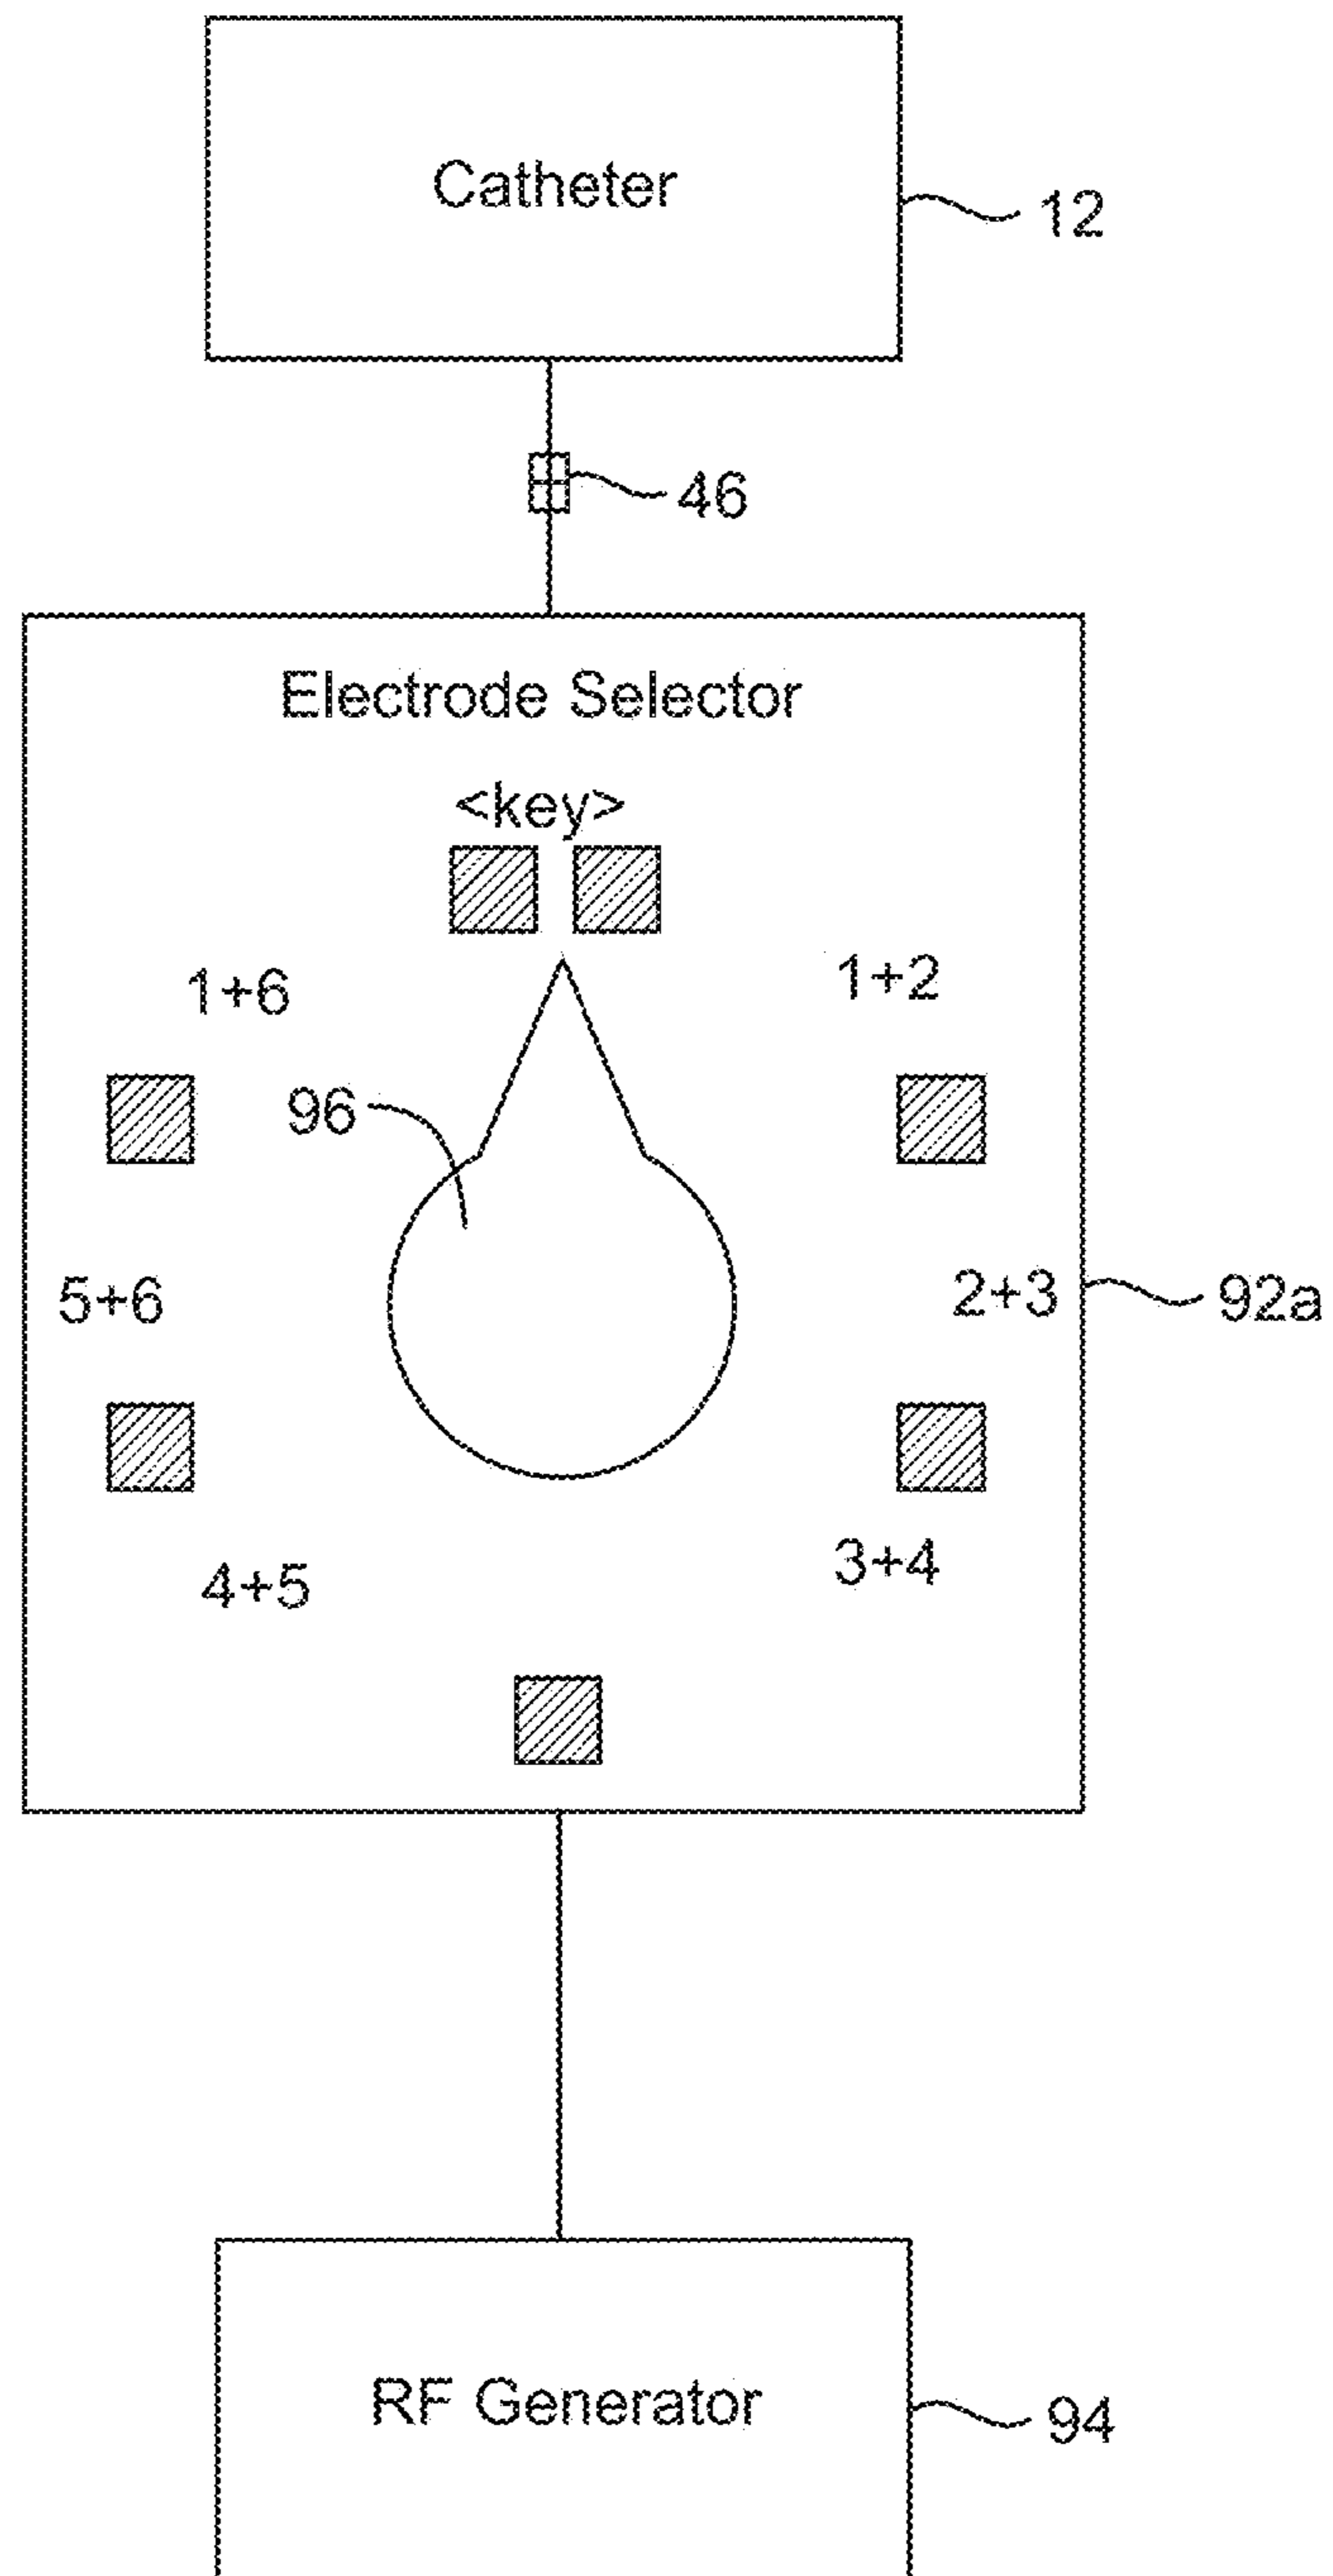 Catheter
12
46
Electrode Selector
<key>
1+6
1+2
96
5+6
2+3
92a
4+5
3+4
RF Generator
94